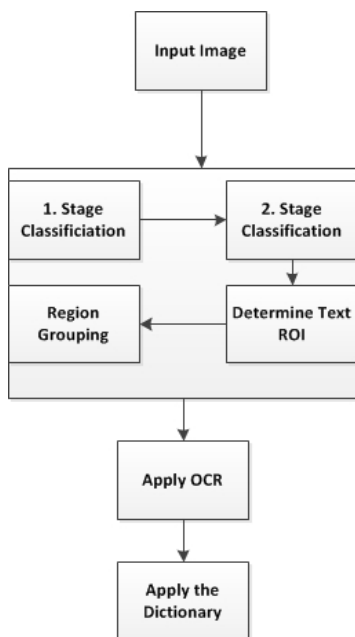 Input Image
1. Stage
Classificiation
2. Stage
Classification
Determine Text
ROI
Region
Grouping
Apply OCR
Apply the
Dictionary